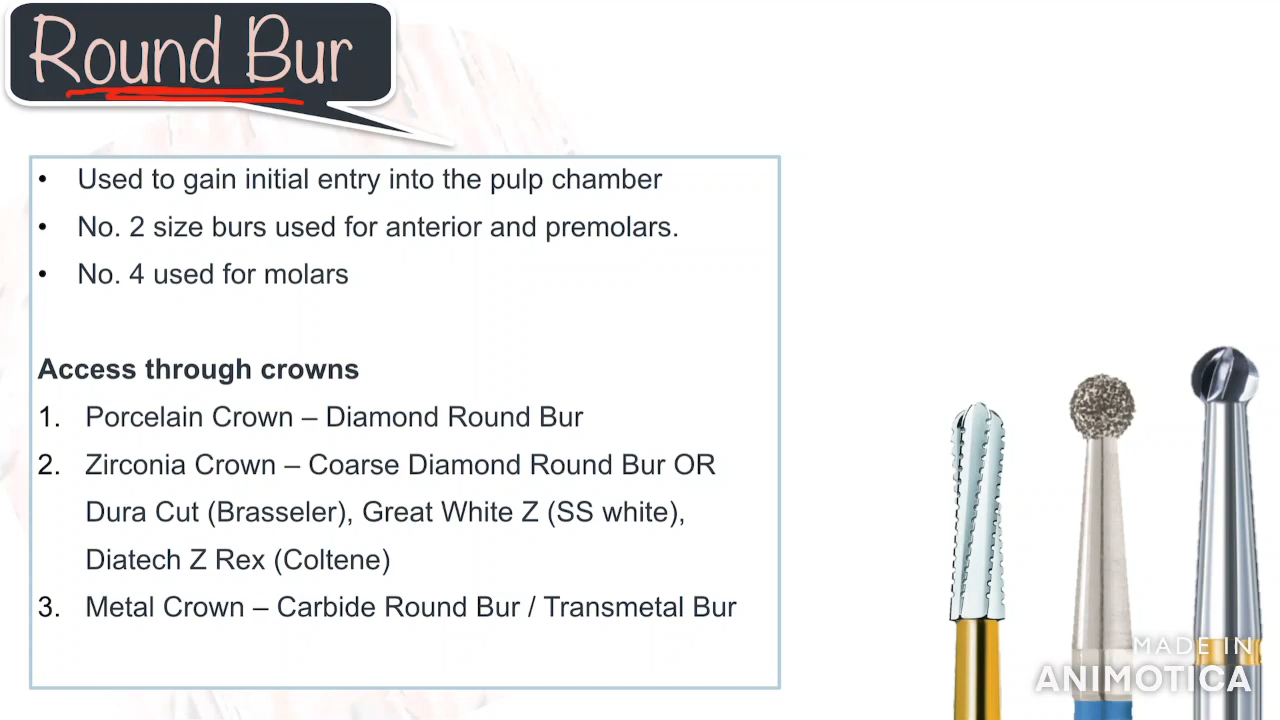 Round Bur
• Used to gain initial entry into the pulp chamber
• No. 2 size burs used for anterior and premolars.
• No. 4 used for molars
Access through crowns
1. Porcelain Crown – Diamond Round Bur
2. Zirconia Crown – Coarse Diamond Round Bur OR
Dura Cut (Brasseler), Great White Z (SS white),
Diatech Z Rex (Coltene)
3. Metal Crown – Carbide Round Bur / Transmetal Bur
MADE IN
ANIMOTICA